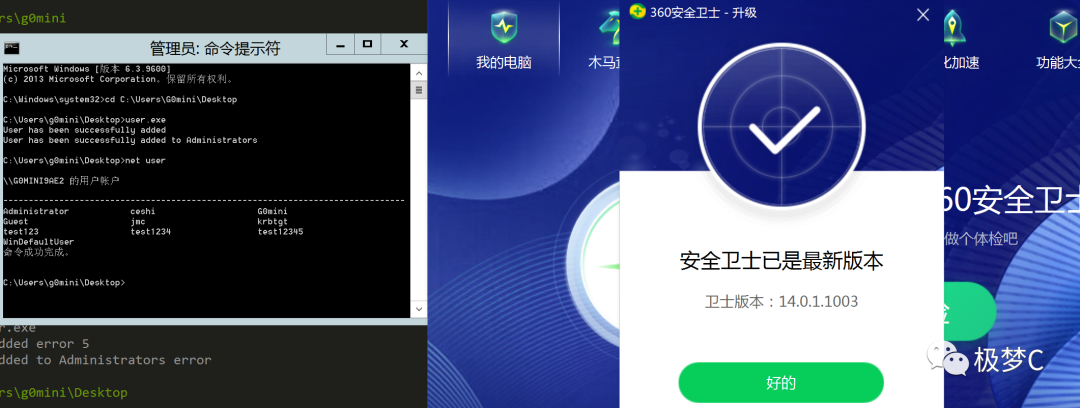 rs\g0mini
管理员: 命令提示符
Microsoft Windows [版本 6.3.9600]
(c) 2013 Microsoft Corporation。保留所有权利。
C:\Windows\system32>cd C:\Users\G0mini\Desktop
C:\Users\g0mini\Desktop>user.exe
User has been successfully added
User has been successfully added to Administrators
C:\Users\g0mini\Desktop>net user
\\G0MINI9AE2 的用户帐户
-------------------------------------------------------------------------------
Administrator ceshi G0mini
Guest jmc krbtgt
test123 test1234 test12345
WinDefaultUser
命令成功完成。
C:\Users\g0mini\Desktop>
r.exe
dded error 5
dded to Administrators error
rs\g0mini\Desktop
我的电脑
木马
360安全卫士 - 升级
安全卫士已是最新版本
卫士版本：14.0.1.1003
好的
化加速
功能大
60安全卫士
做个体检吧
极梦C